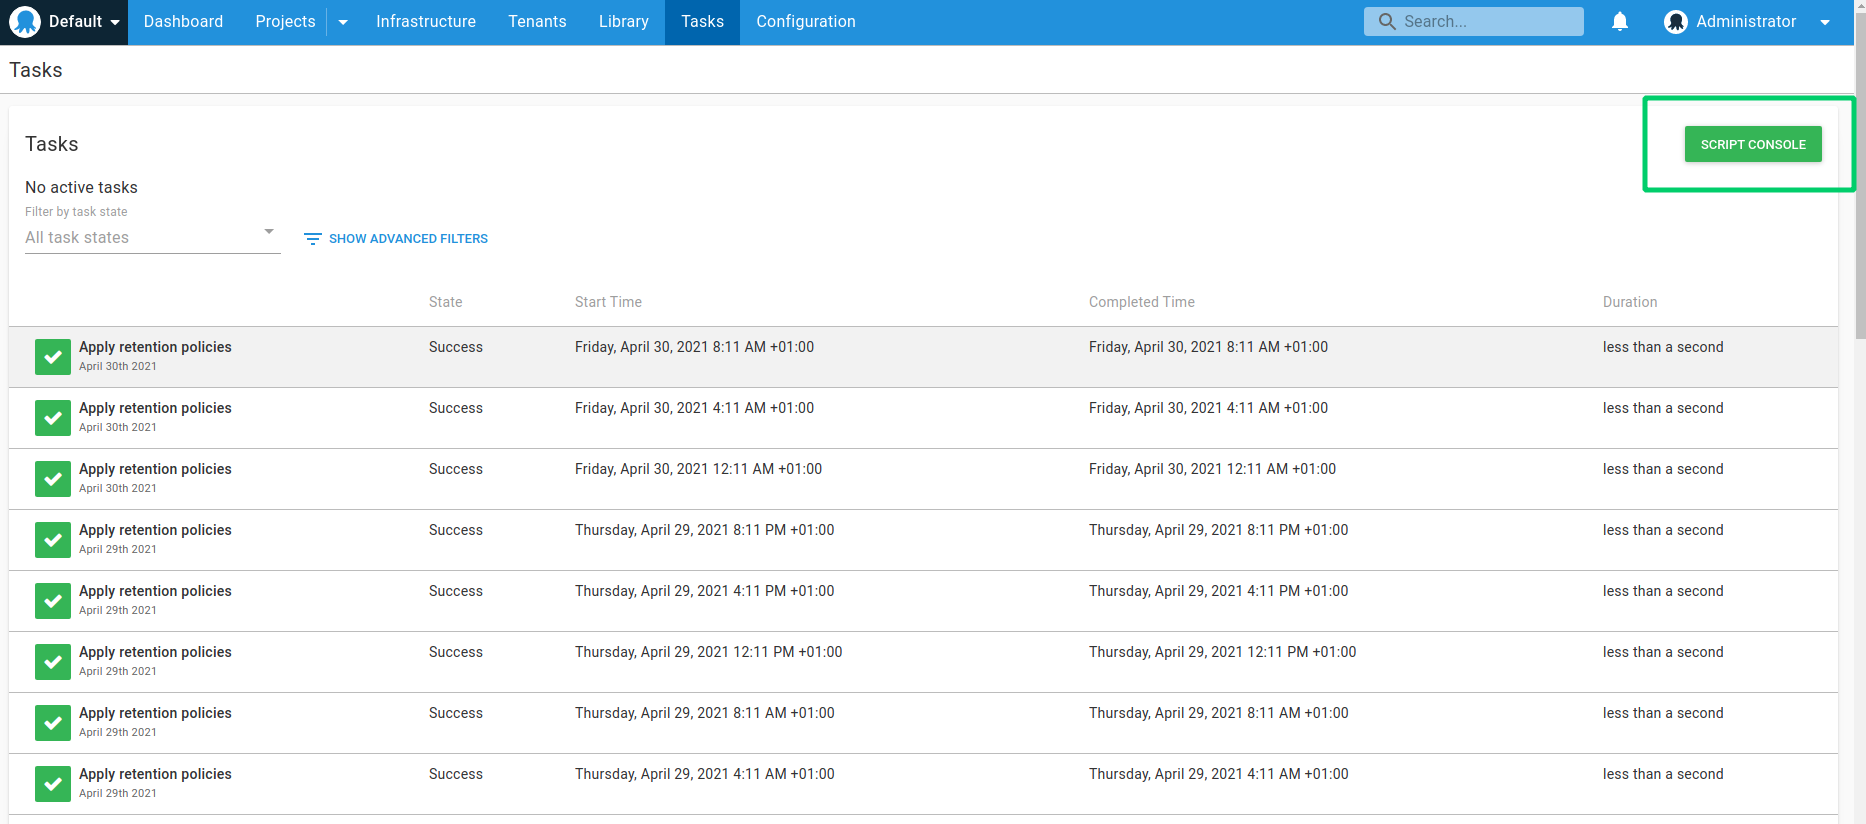 Default Dashboard Projects Infrastructure Tenants Library Tasks Configuration Search... Administrator
Tasks
Tasks
SCRIPT CONSOLE
No active tasks
Filter by task state
All task states SHOW ADVANCED FILTERS
State Start Time Completed Time Duration
Apply retention policies Success Friday, April 30, 2021 8:11 AM +01:00 Friday, April 30, 2021 8:11 AM +01:00 less than a second
April 30th 2021
Apply retention policies Success Friday, April 30, 2021 4:11 AM +01:00 Friday, April 30, 2021 4:11 AM +01:00 less than a second
April 30th 2021
Apply retention policies Success Friday, April 30, 2021 12:11 AM +01:00 Friday, April 30, 2021 12:11 AM +01:00 less than a second
April 30th 2021
Apply retention policies Success Thursday, April 29, 2021 8:11 PM +01:00 Thursday, April 29, 2021 8:11 PM +01:00 less than a second
April 29th 2021
Apply retention policies Success Thursday, April 29, 2021 4:11 PM +01:00 Thursday, April 29, 2021 4:11 PM +01:00 less than a second
April 29th 2021
Apply retention policies Success Thursday, April 29, 2021 12:11 PM +01:00 Thursday, April 29, 2021 12:11 PM +01:00 less than a second
April 29th 2021
Apply retention policies Success Thursday, April 29, 2021 8:11 AM +01:00 Thursday, April 29, 2021 8:11 AM +01:00 less than a second
April 29th 2021
Apply retention policies Success Thursday, April 29, 2021 4:11 AM +01:00 Thursday, April 29, 2021 4:11 AM +01:00 less than a second
April 29th 2021